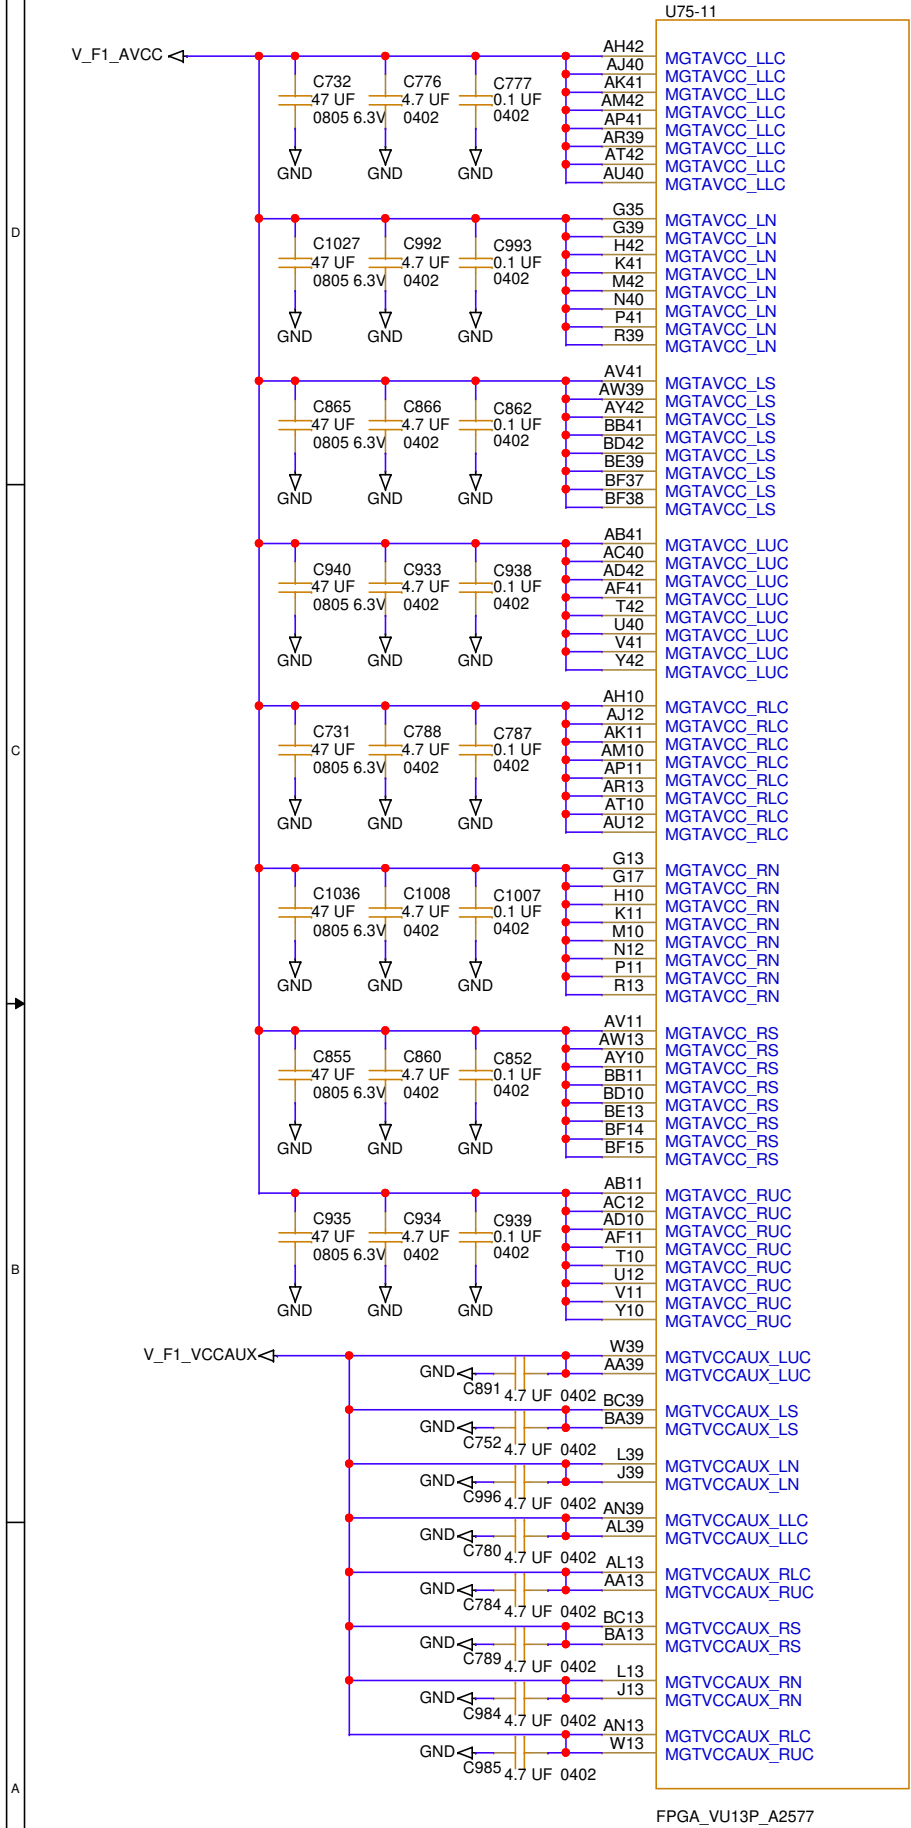 U75-11
V_F1_AVCC
C732 C776 C777
47 UF 4.7 UF 0.1 UF
0805 6.3V 0402 0402
GND GND GND
AH42 MGTAVCC_LLC
AJ40 MGTAVCC_LLC
AK41 MGTAVCC_LLC
AM42 MGTAVCC_LLC
AP41 MGTAVCC_LLC
AR39 MGTAVCC_LLC
AT42 MGTAVCC_LLC
AU40 MGTAVCC_LLC
D
C1027 C992 C993
47 UF 4.7 UF 0.1 UF
0805 6.3V 0402 0402
GND GND GND
G35 MGTAVCC_LN
G39 MGTAVCC_LN
H42 MGTAVCC_LN
K41 MGTAVCC_LN
M42 MGTAVCC_LN
N40 MGTAVCC_LN
P41 MGTAVCC_LN
R39 MGTAVCC_LN
C865 C866 C862
47 UF 4.7 UF 0.1 UF
0805 6.3V 0402 0402
GND GND GND
AV41 MGTAVCC_LS
AW39 MGTAVCC_LS
AY42 MGTAVCC_LS
BB41 MGTAVCC_LS
BD42 MGTAVCC_LS
BE39 MGTAVCC_LS
BF37 MGTAVCC_LS
BF38 MGTAVCC_LS
C940 C933 C938
47 UF 4.7 UF 0.1 UF
0805 6.3V 0402 0402
GND GND GND
AB41 MGTAVCC_LUC
AC40 MGTAVCC_LUC
AD42 MGTAVCC_LUC
AF41 MGTAVCC_LUC
T42 MGTAVCC_LUC
U40 MGTAVCC_LUC
V41 MGTAVCC_LUC
Y42 MGTAVCC_LUC
C
C731 C788 C787
47 UF 4.7 UF 0.1 UF
0805 6.3V 0402 0402
GND GND GND
AH10 MGTAVCC_RLC
AJ12 MGTAVCC_RLC
AK11 MGTAVCC_RLC
AM10 MGTAVCC_RLC
AP11 MGTAVCC_RLC
AR13 MGTAVCC_RLC
AT10 MGTAVCC_RLC
AU12 MGTAVCC_RLC
C1036 C1008 C1007
47 UF 4.7 UF 0.1 UF
0805 6.3V 0402 0402
GND GND GND
G13 MGTAVCC_RN
G17 MGTAVCC_RN
H10 MGTAVCC_RN
K11 MGTAVCC_RN
M10 MGTAVCC_RN
N12 MGTAVCC_RN
P11 MGTAVCC_RN
R13 MGTAVCC_RN
C855 C860 C852
47 UF 4.7 UF 0.1 UF
0805 6.3V 0402 0402
GND GND GND
AV11 MGTAVCC_RS
AW13 MGTAVCC_RS
AY10 MGTAVCC_RS
BB11 MGTAVCC_RS
BD10 MGTAVCC_RS
BE13 MGTAVCC_RS
BF14 MGTAVCC_RS
BF15 MGTAVCC_RS
B
C935 C934 C939
47 UF 4.7 UF 0.1 UF
0805 6.3V 0402 0402
GND GND GND
AB11 MGTAVCC_RUC
AC12 MGTAVCC_RUC
AD10 MGTAVCC_RUC
AF11 MGTAVCC_RUC
T10 MGTAVCC_RUC
U12 MGTAVCC_RUC
V11 MGTAVCC_RUC
Y10 MGTAVCC_RUC
V_F1_VCCAUX
W39 MGTVCCAUX_LUC
GND AA39 MGTVCCAUX_LUC
C891 4.7 UF 0402
BC39 MGTVCCAUX_LS
GND BA39 MGTVCCAUX_LS
C752 4.7 UF 0402
L39 MGTVCCAUX_LN
GND J39 MGTVCCAUX_LN
C996 4.7 UF 0402
AN39 MGTVCCAUX_LLC
GND AL39 MGTVCCAUX_LLC
C780 4.7 UF 0402
AL13 MGTVCCAUX_RLC
GND AA13 MGTVCCAUX_RUC
C784 4.7 UF 0402
BC13 MGTVCCAUX_RS
GND BA13 MGTVCCAUX_RS
C789 4.7 UF 0402
L13 MGTVCCAUX_RN
GND J13 MGTVCCAUX_RN
C984 4.7 UF 0402
AN13 MGTVCCAUX_RLC
GND W13 MGTVCCAUX_RUC
C985 4.7 UF 0402
A
FPGA_VU13P_A2577